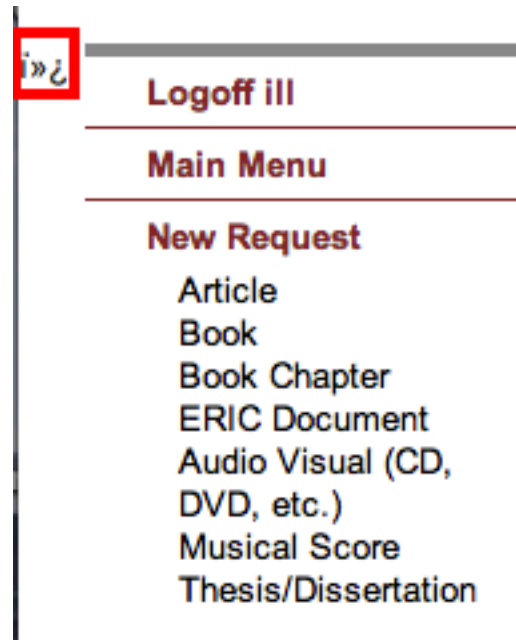 ï»¿
Logoff ill
Main Menu
New Request
Article
Book
Book Chapter
ERIC Document
Audio Visual (CD,
DVD, etc.)
Musical Score
Thesis/Dissertation